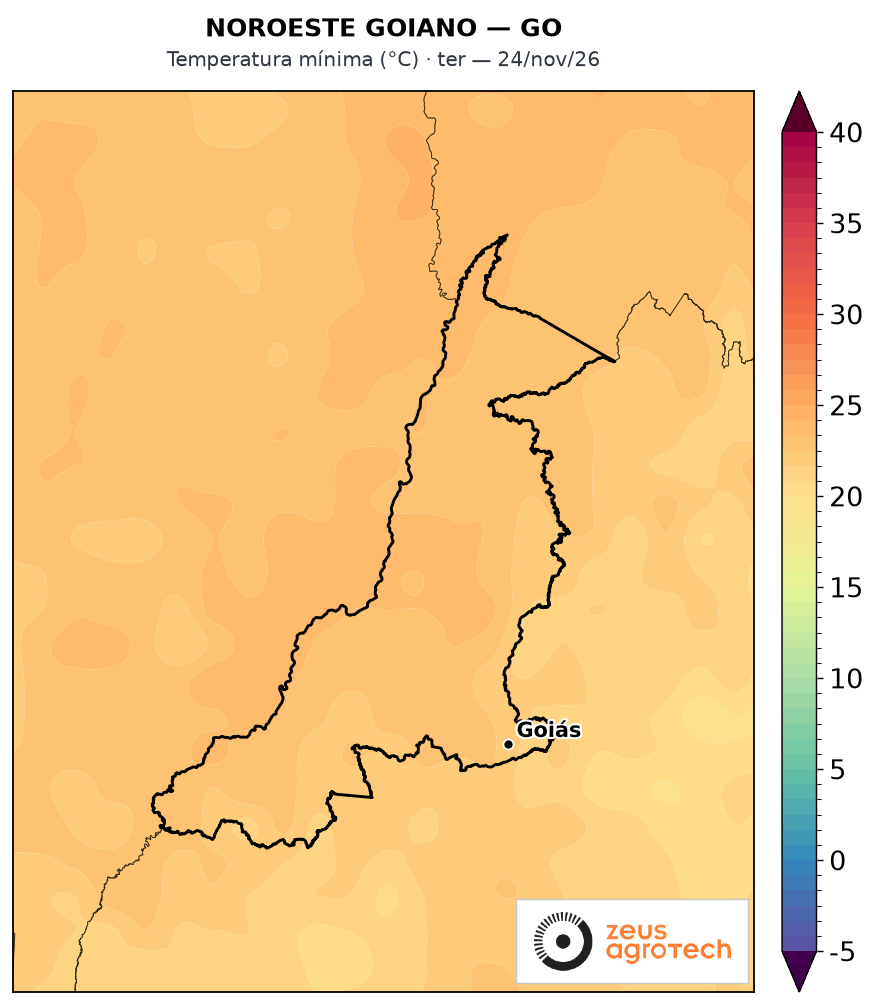 NOROESTE GOIANO — GO
Temperatura mínima (°C) · ter — 24/nov/26
40
35
30
25
20
15
10
5
0
-5
Goiás
zeus
agrotech